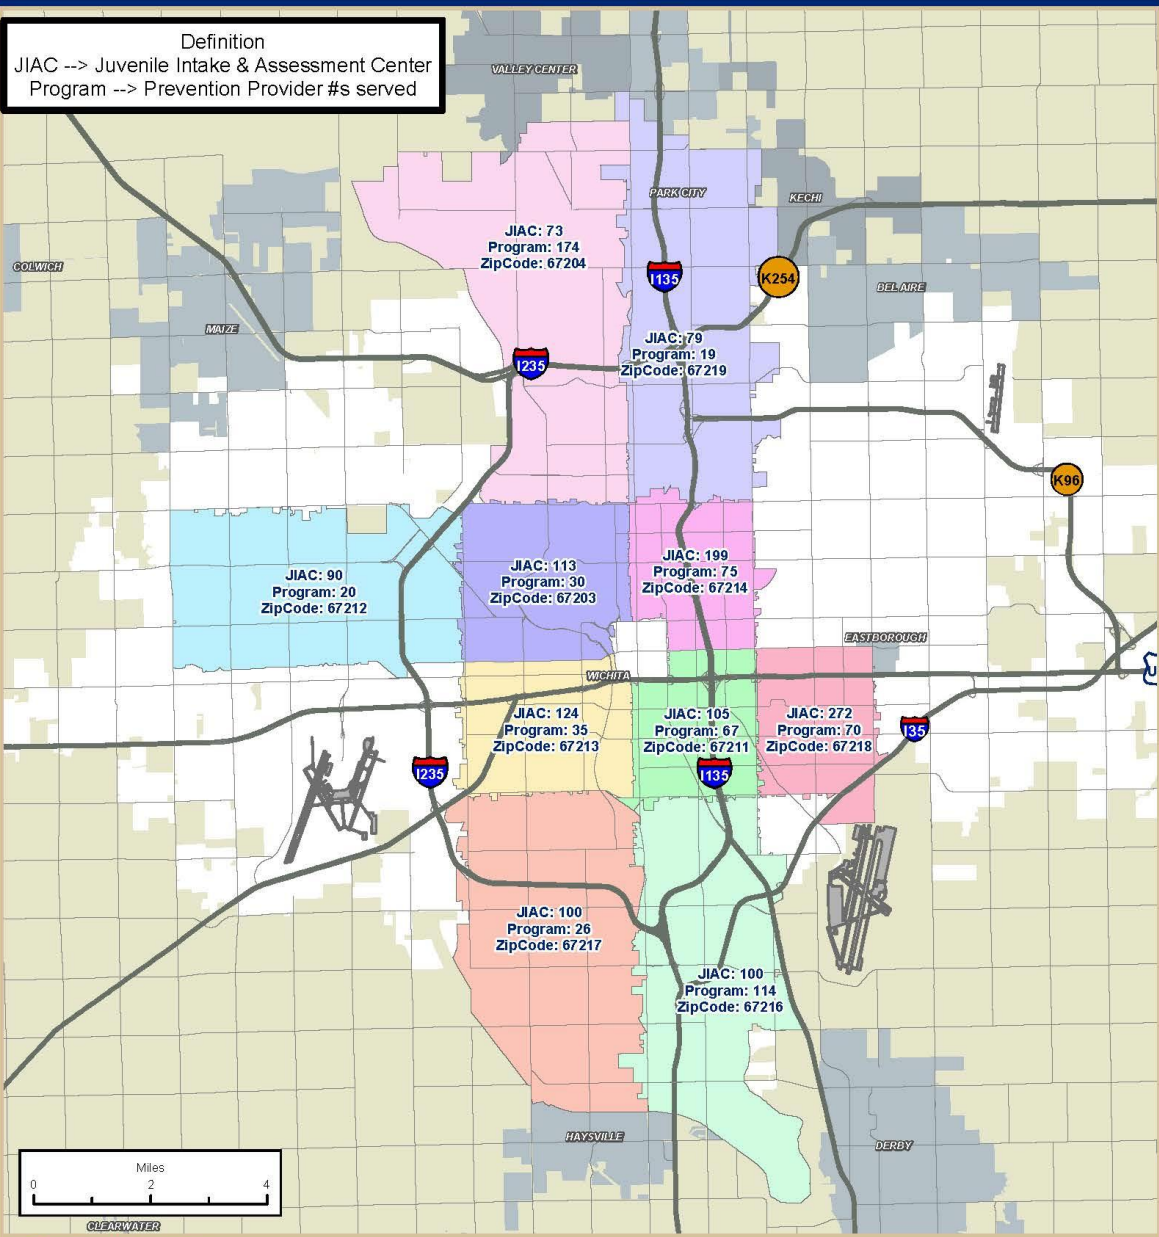 Definition
JIAC --> Juvenile Intake & Assessment Center
Program --> Prevention Provider #s served
VALLEY CENTER
PARK CITY
KECHI
JIAC: 73
Program: 174
ZipCode: 67204
COLWICH
I135
K254
BEL AIRE
MAIZE
JIAC: 79
Program: 19
ZipCode: 67219
I235
K96
JIAC: 90
Program: 20
ZipCode: 67212
JIAC: 113
Program: 30
ZipCode: 67203
JIAC: 199
Program: 75
ZipCode: 67214
EASTBOROUGH
WICHITA
JIAC: 124
Program: 35
ZipCode: 67213
JIAC: 105
Program: 67
ZipCode: 67211
JIAC: 272
Program: 70
ZipCode: 67218
I35
I235
I135
JIAC: 100
Program: 26
ZipCode: 67217
JIAC: 100
Program: 114
ZipCode: 67216
HAYSVILLE
DERBY
Miles
0 2 4
CLEARWATER